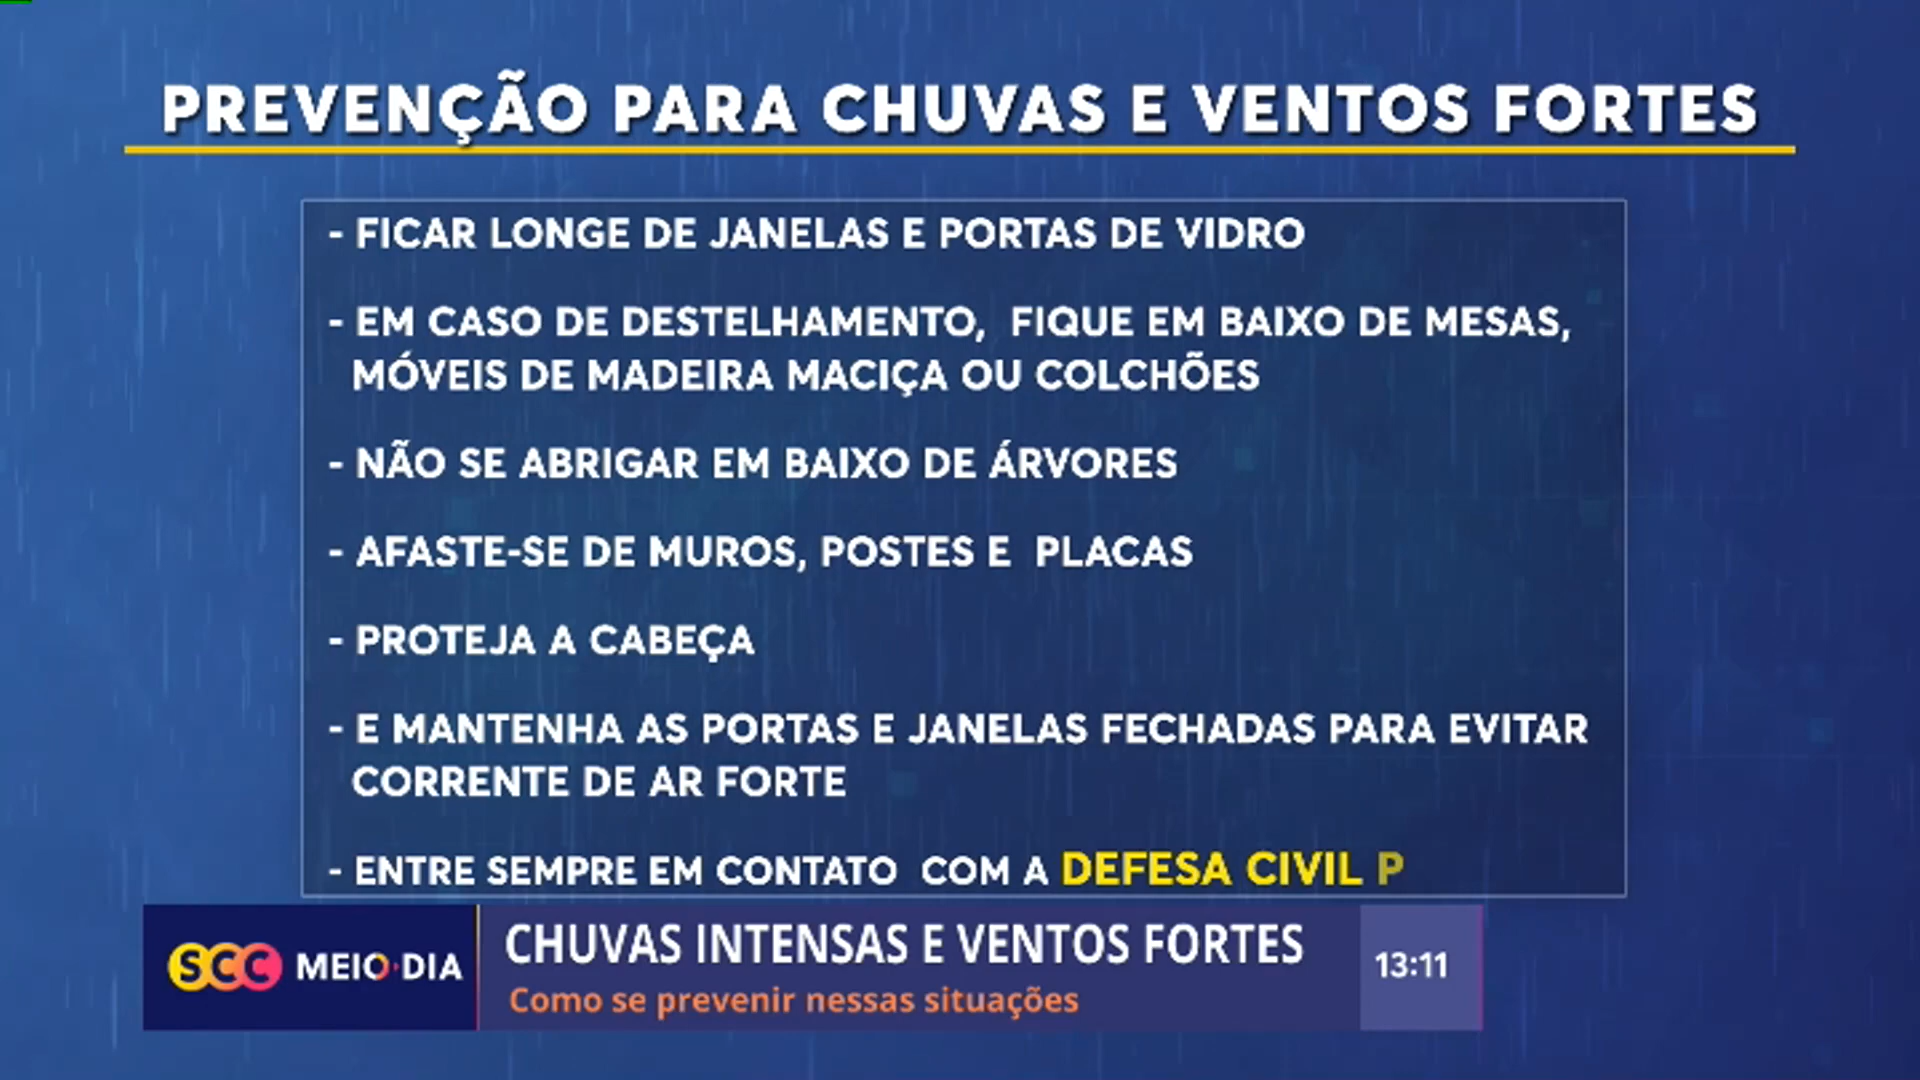 PREVENÇÃO PARA CHUVAS E VENTOS FORTES
- FICAR LONGE DE JANELAS E PORTAS DE VIDRO
- EM CASO DE DESTELHAMENTO, FIQUE EM BAIXO DE MESAS,
MÓVEIS DE MADEIRA MACIÇA OU COLCHÕES
- NÃO SE ABRIGAR EM BAIXO DE ÁRVORES
- AFASTE-SE DE MUROS, POSTES E PLACAS
- PROTEJA A CABEÇA
- E MANTENHA AS PORTAS E JANELAS FECHADAS PARA EVITAR
CORRENTE DE AR FORTE
- ENTRE SEMPRE EM CONTATO COM A DEFESA CIVIL P
SCC MEIO-DIA
CHUVAS INTENSAS E VENTOS FORTES
Como se prevenir nessas situações
13:11